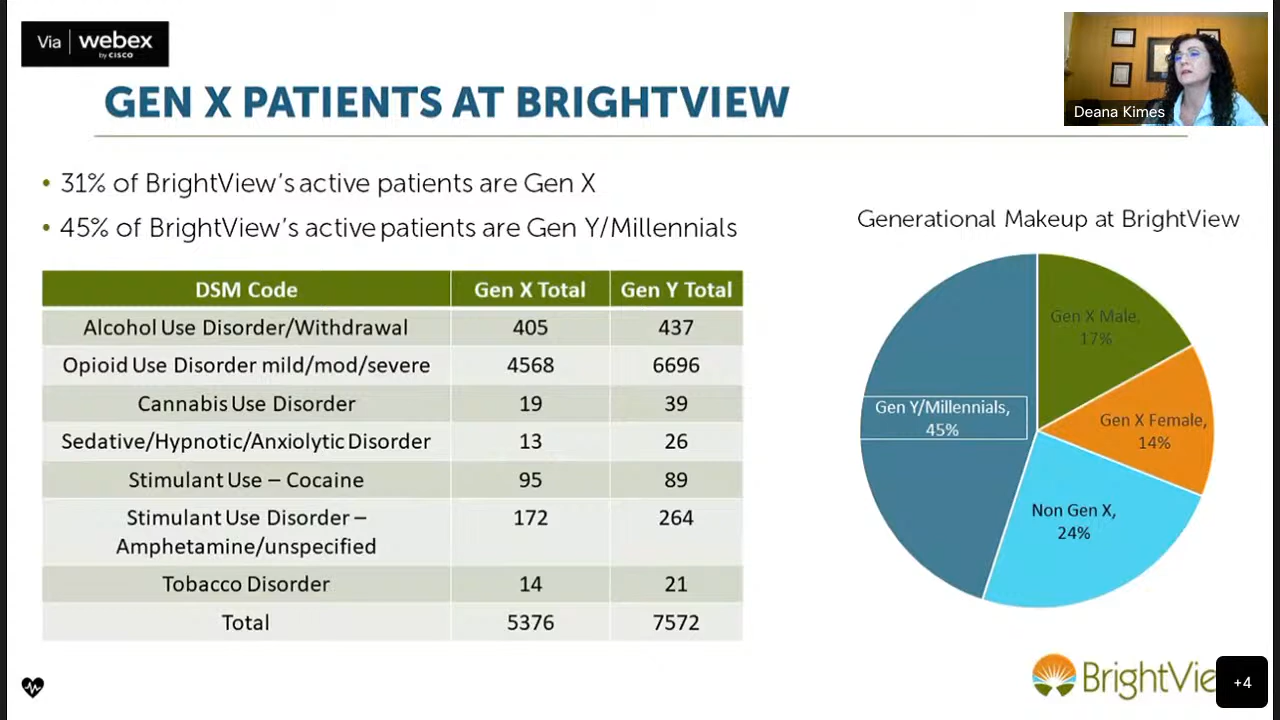 Via webex
by CISCO
GEN X PATIENTS AT BRIGHTVIEW
Deana Kimes
• 31% of BrightView's active patients are Gen X
• 45% of BrightView's active patients are Gen Y/Millennials
DSM Code Gen X Total Gen Y Total
Alcohol Use Disorder/Withdrawal 405 437
Opioid Use Disorder mild/mod/severe 4568 6696
Cannabis Use Disorder 19 39
Sedative/Hypnotic/Anxiolytic Disorder 13 26
Stimulant Use – Cocaine 95 89
Stimulant Use Disorder – 172 264
Amphetamine/unspecified
Tobacco Disorder 14 21
Total 5376 7572
Generational Makeup at BrightView
Gen X Male,
17%
Gen Y/Millennials,
45%
Gen X Female,
14%
Non Gen X,
24%
BrightVie
+4